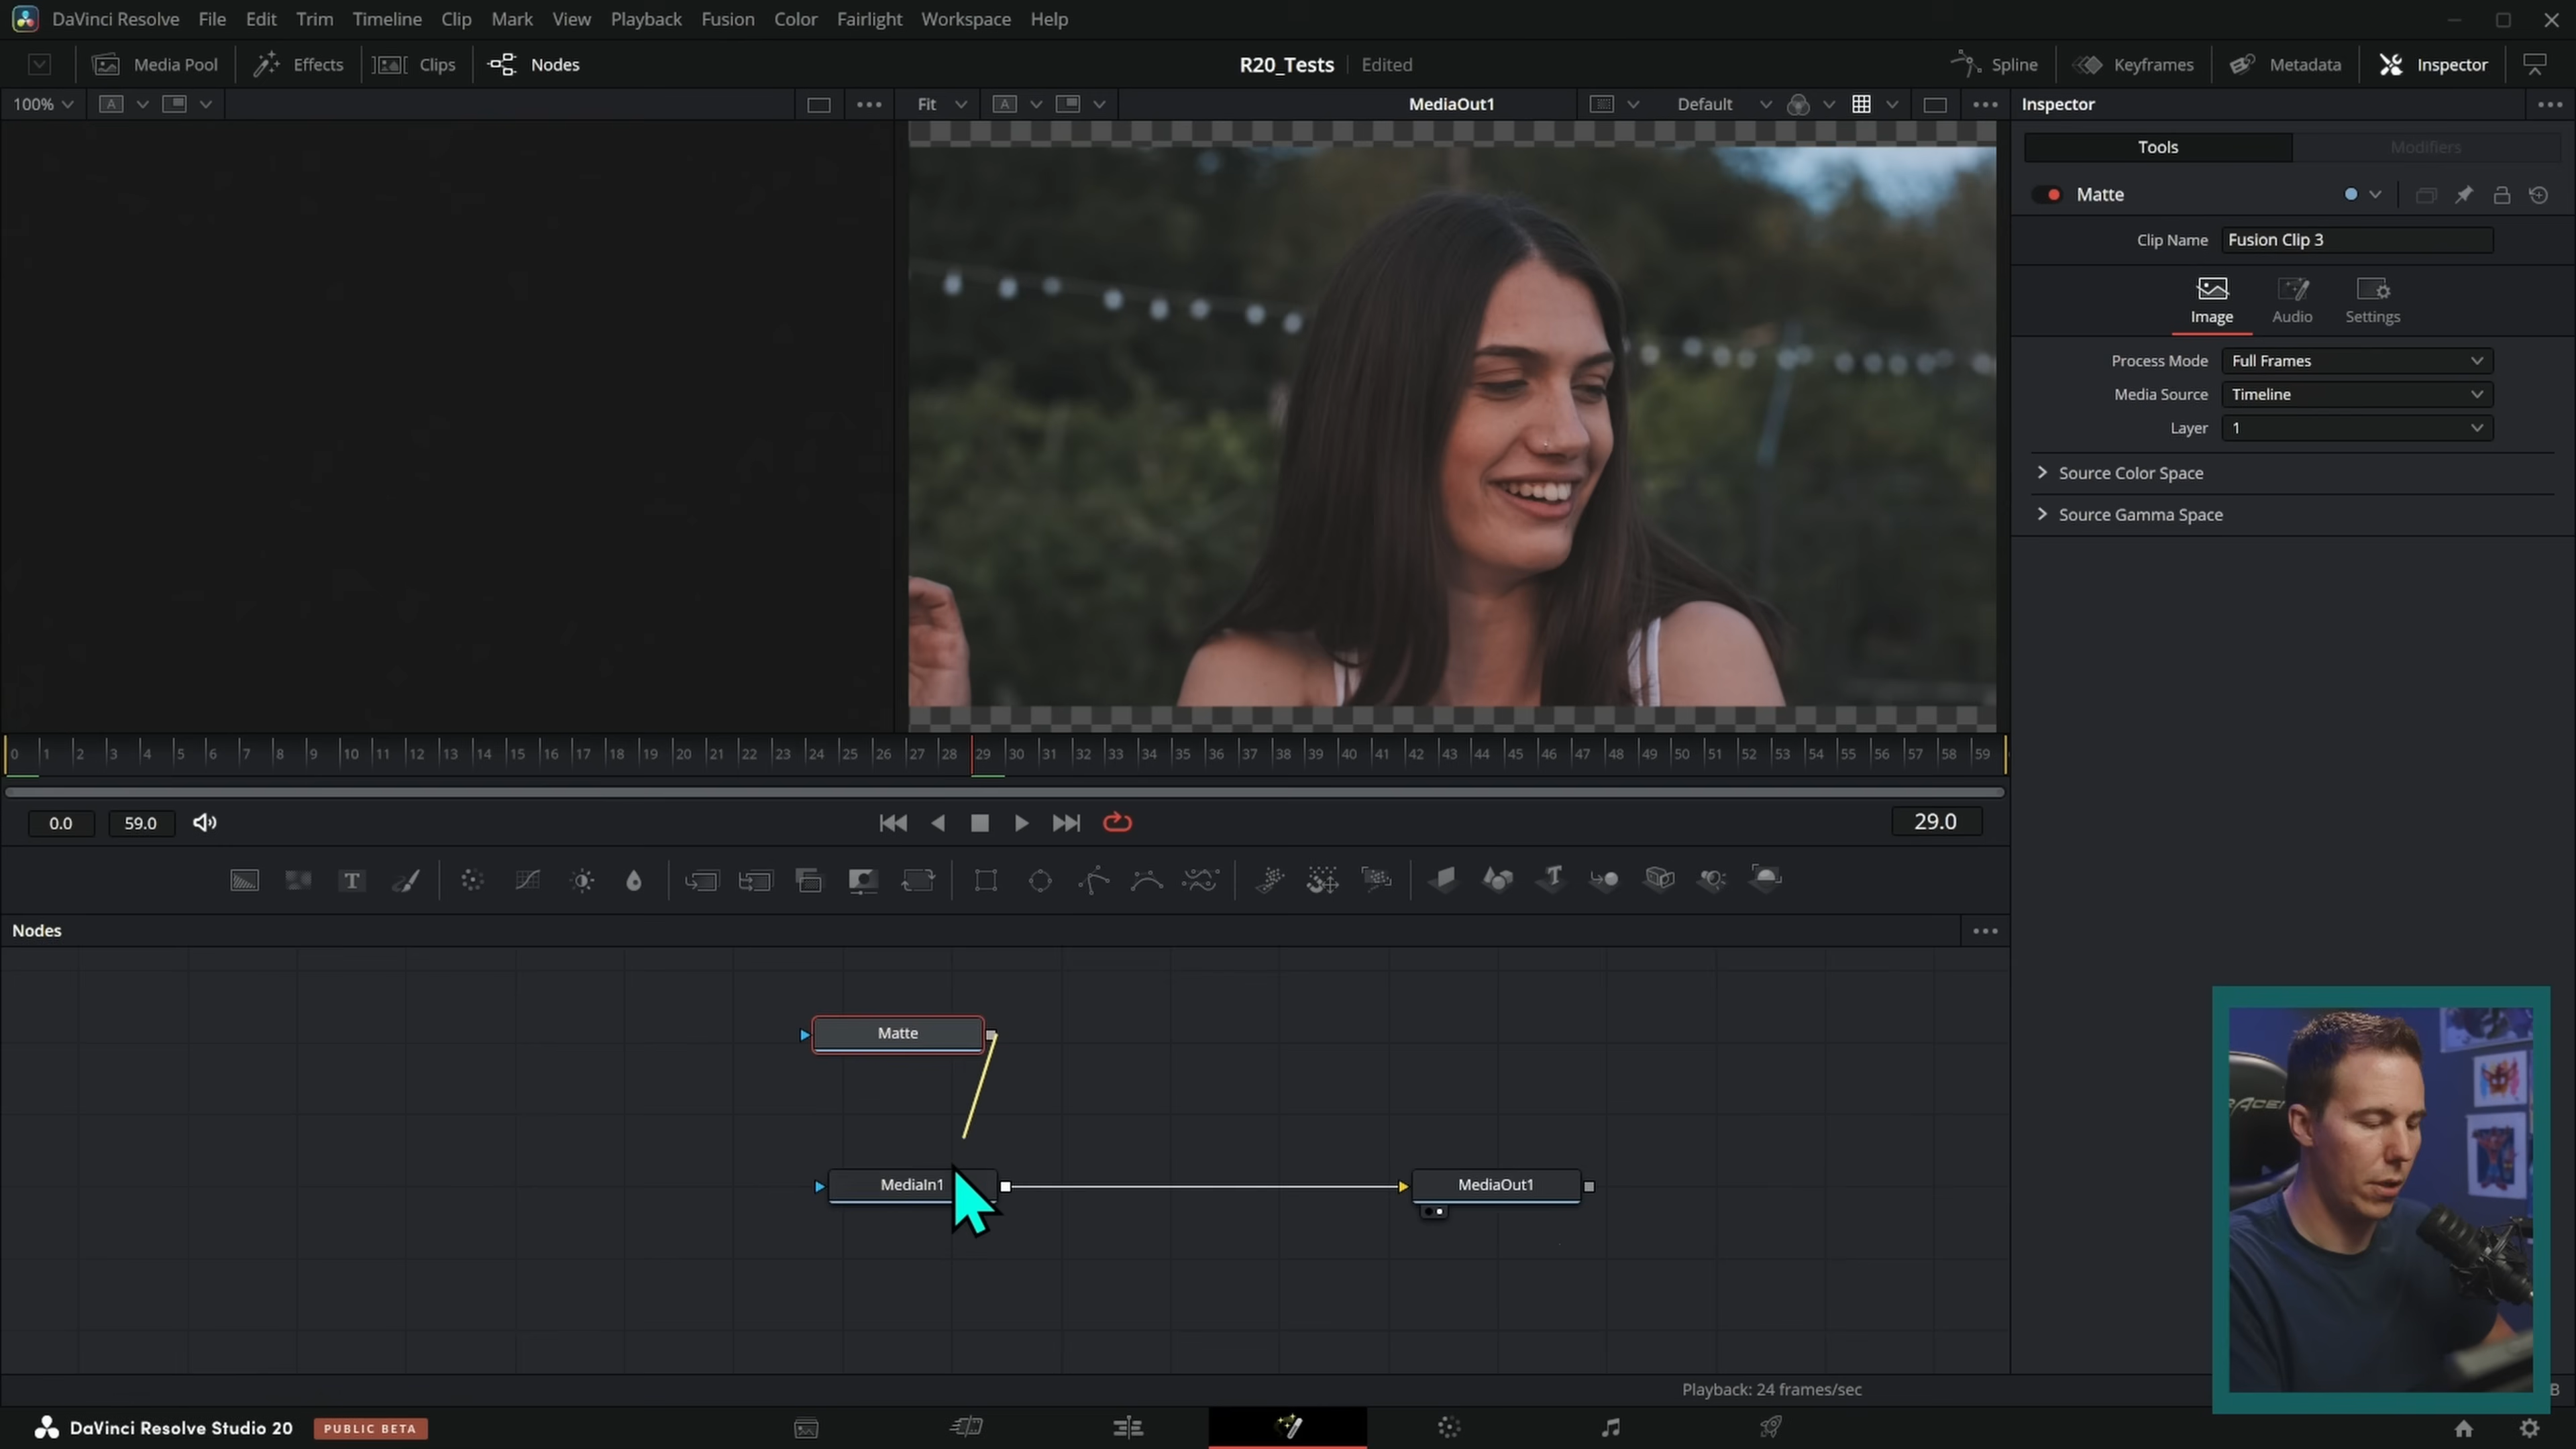 DaVinci Resolve File Edit Trim Timeline Clip Mark View Playback Fusion Color Fairlight Workspace Help
Media Pool Effects Clips Nodes R20_Tests Edited Spline Keyframes Metadata Inspector
100% A Fit A MediaOut1 Default Inspector
Tools Modifiers
Matte
Clip Name Fusion Clip 3
Image Audio Settings
Process Mode Full Frames
Media Source Timeline
Layer 1
Source Color Space
Source Gamma Space
0 1 2 3 4 5 6 7 8 9 10 11 12 13 14 15 16 17 18 19 20 21 22 23 24 25 26 27 28 29 30 31 32 33 34 35 36 37 38 39 40 41 42 43 44 45 46 47 48 49 50 51 52 53 54 55 56 57 58 59
0.0 59.0 29.0
T T
Nodes
Matte
MediaIn1 MediaOut1
Playback: 24 frames/sec
DaVinci Resolve Studio 20 PUBLIC BETA